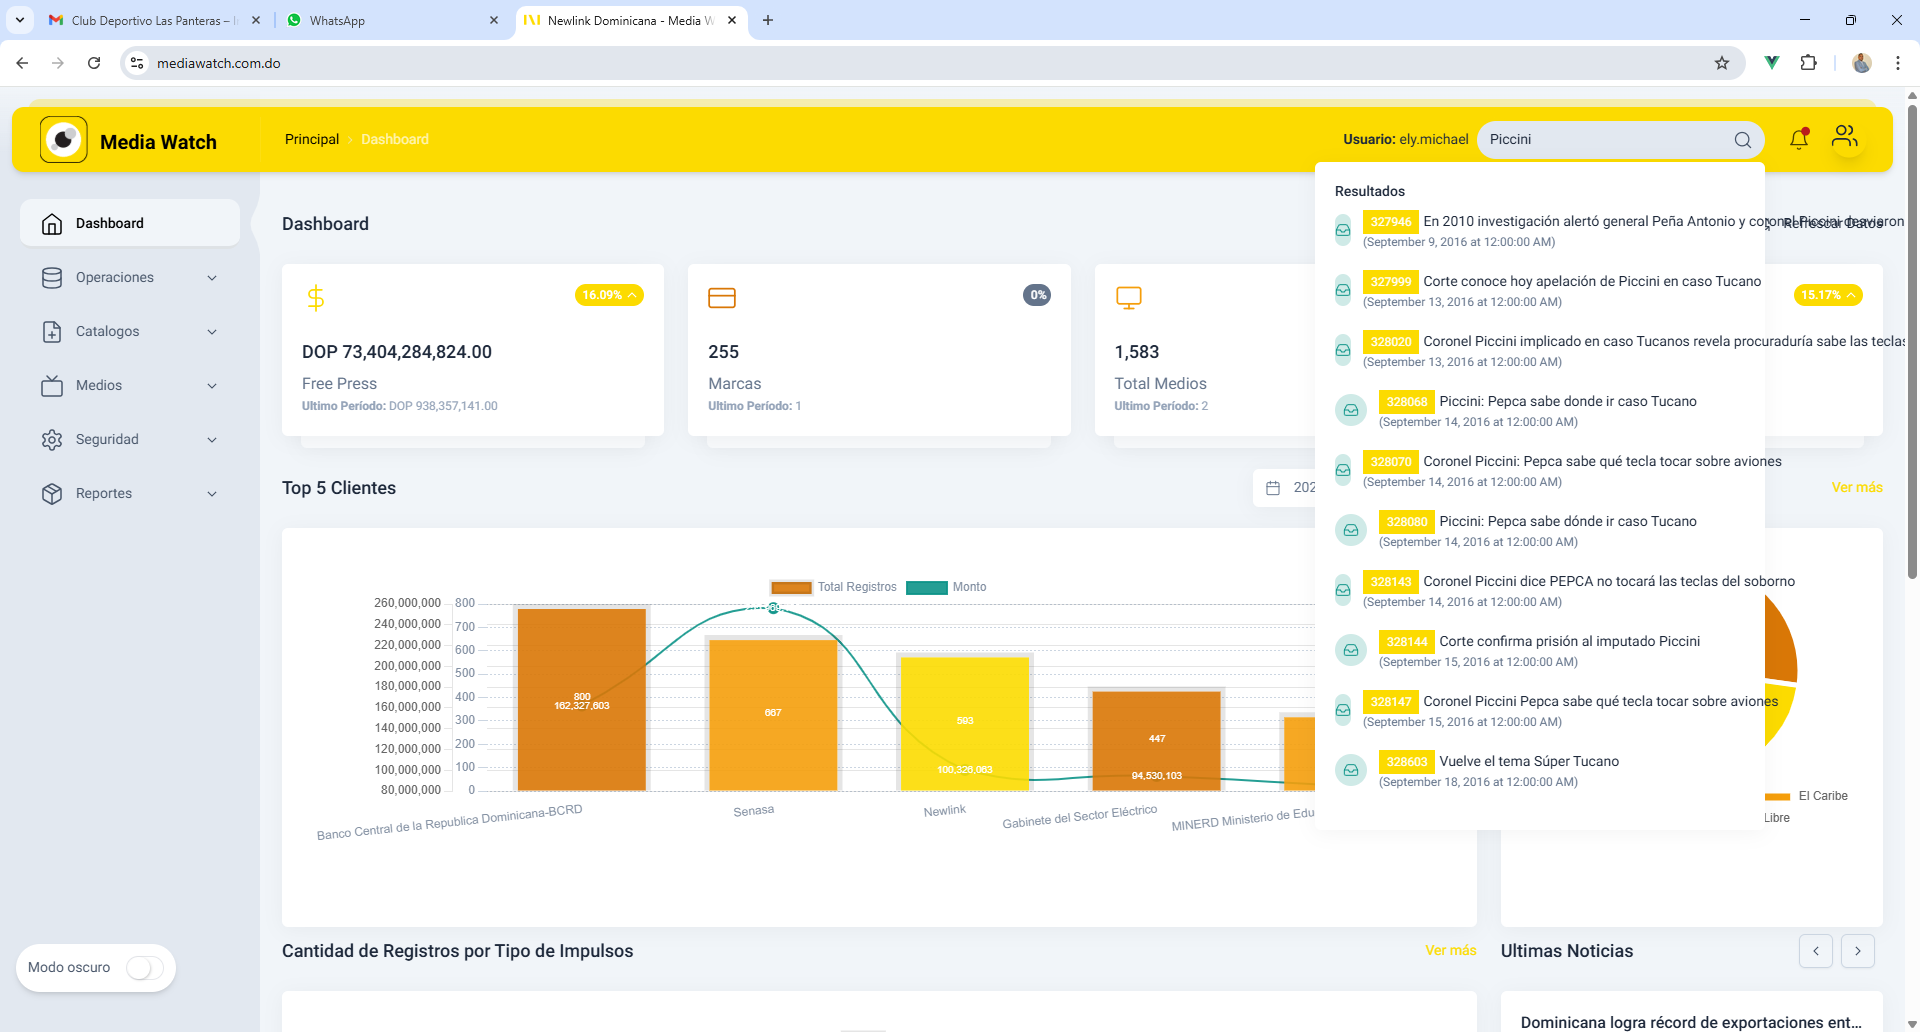 Club Deportivo Las Panteras – I
WhatsApp
Newlink Dominicana - Media W
mediawatch.com.do
Media Watch
Principal
Dashboard
Usuario: ely.michael
Piccini
Dashboard
Operaciones
Catalogos
Medios
Seguridad
Reportes
Modo oscuro
Dashboard
Refrescar Datos
16.09%
DOP 73,404,284,824.00
Free Press
Ultimo Período: DOP 938,357,141.00
0%
255
Marcas
Ultimo Período: 1
1,583
Total Medios
Ultimo Período: 2
15.17%
Resultados
327946 En 2010 investigación alertó general Peña Antonio y coronel Piccini desviaron
(September 9, 2016 at 12:00:00 AM)
327999 Corte conoce hoy apelación de Piccini en caso Tucano
(September 13, 2016 at 12:00:00 AM)
328020 Coronel Piccini implicado en caso Tucanos revela procuraduría sabe las teclas
(September 13, 2016 at 12:00:00 AM)
328068 Piccini: Pepca sabe donde ir caso Tucano
(September 14, 2016 at 12:00:00 AM)
328070 Coronel Piccini: Pepca sabe qué tecla tocar sobre aviones
(September 14, 2016 at 12:00:00 AM)
328080 Piccini: Pepca sabe dónde ir caso Tucano
(September 14, 2016 at 12:00:00 AM)
328143 Coronel Piccini dice PEPCA no tocará las teclas del soborno
(September 14, 2016 at 12:00:00 AM)
328144 Corte confirma prisión al imputado Piccini
(September 15, 2016 at 12:00:00 AM)
328147 Coronel Piccini Pepca sabe qué tecla tocar sobre aviones
(September 15, 2016 at 12:00:00 AM)
328603 Vuelve el tema Súper Tucano
(September 18, 2016 at 12:00:00 AM)
Top 5 Clientes
202
Ver más
Total Registros
Monto
260,000,000
240,000,000
220,000,000
200,000,000
180,000,000
160,000,000
140,000,000
120,000,000
100,000,000
80,000,000
800
700
600
500
400
300
200
100
0
800
162,327,603
667
593
100,326,063
447
94,530,103
Banco Central de la Republica Dominicana-BCRD
Senasa
Newlink
Gabinete del Sector Eléctrico
MINERD Ministerio de Edu
El Caribe
Libre
Cantidad de Registros por Tipo de Impulsos
Ver más
Ultimas Noticias
Dominicana logra récord de exportaciones ent...